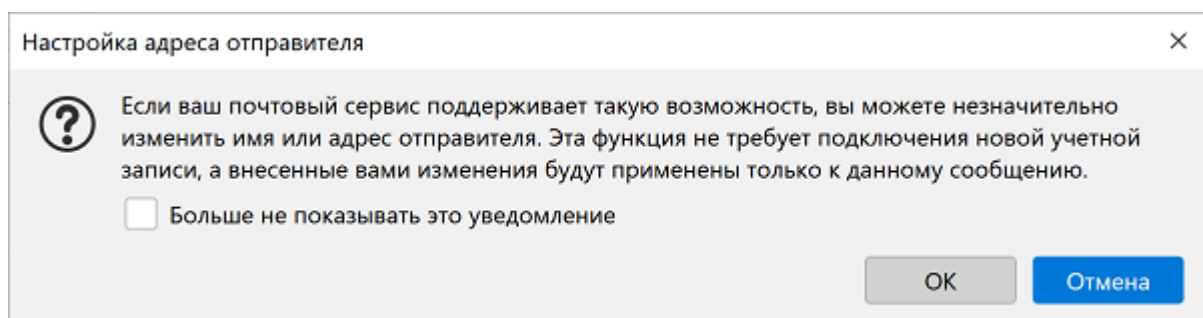 Настройка адреса отправителя
Если ваш почтовый сервис поддерживает такую возможность, вы можете незначительно
изменить имя или адрес отправителя. Эта функция не требует подключения новой учетной
записи, а внесенные вами изменения будут применены только к данному сообщению.
Больше не показывать это уведомление
ОК
Отмена